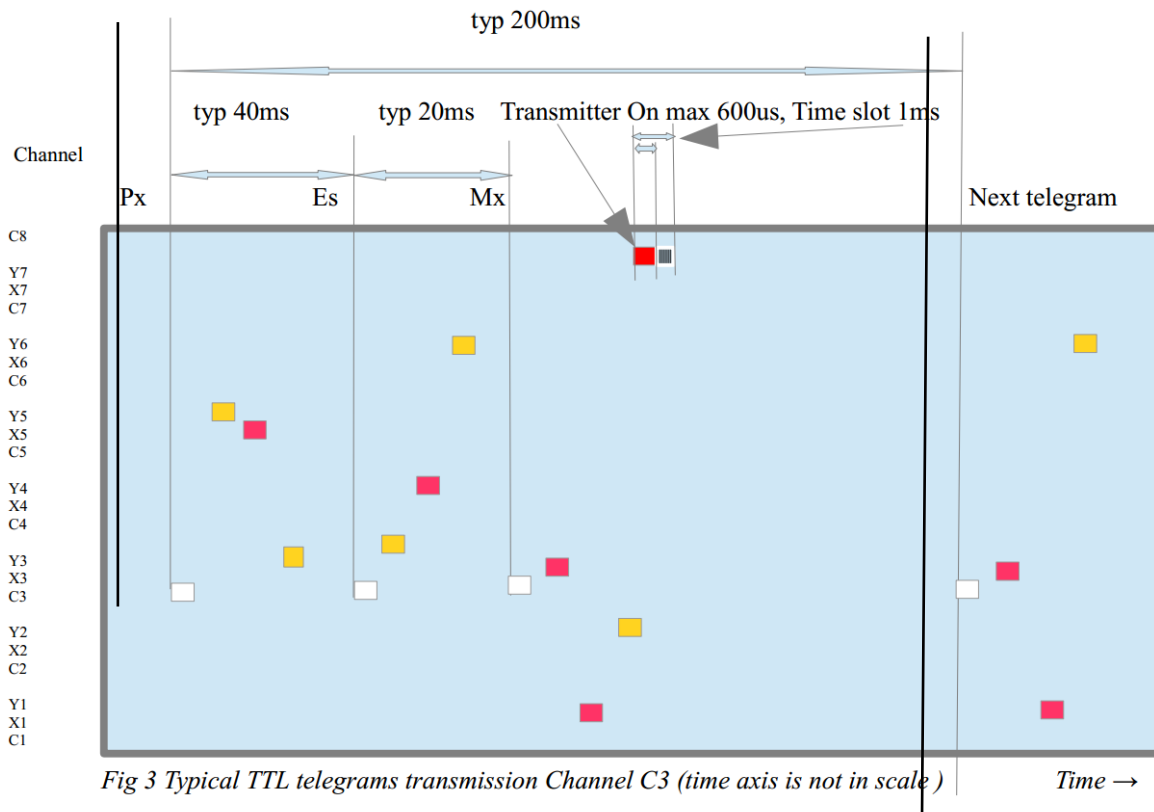 typ 200ms
typ 40ms typ 20ms Transmitter On max 600us, Time slot 1ms
Channel
Px Es Mx Next telegram
C8
Y7
X7
C7
Y6
X6
C6
Y5
X5
C5
Y4
X4
C4
Y3
X3
C3
Y2
X2
C2
Y1
X1
C1
Fig 3 Typical TTL telegrams transmission Channel C3 (time axis is not in scale ) Time →